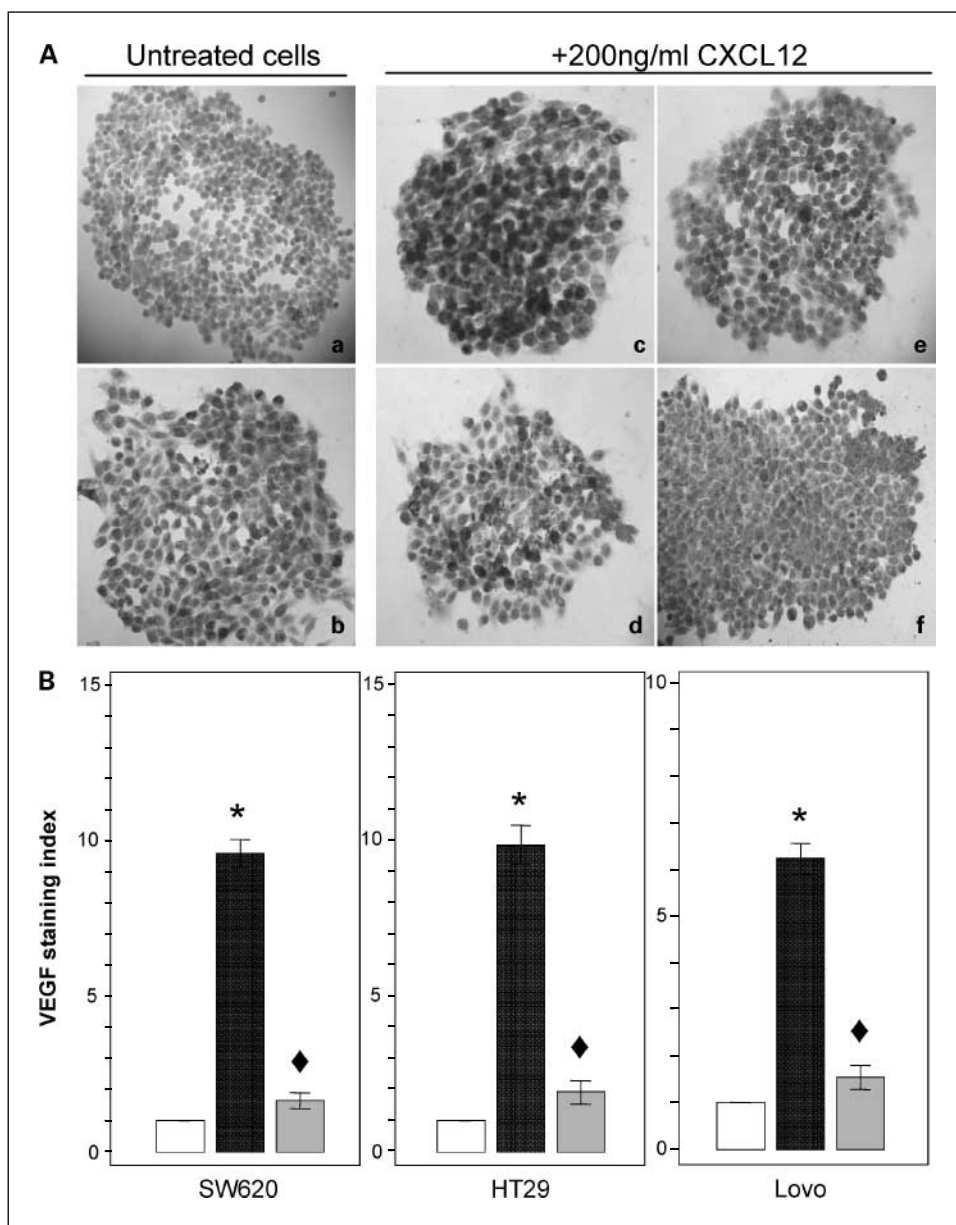 A
Untreated cells
+200ng/ml CXCL12
a
c
e
b
d
f
B
VEGF staining index
15
10
5
0
*
♦
SW620
15
10
5
0
*
♦
HT29
10
5
0
*
♦
Lovo